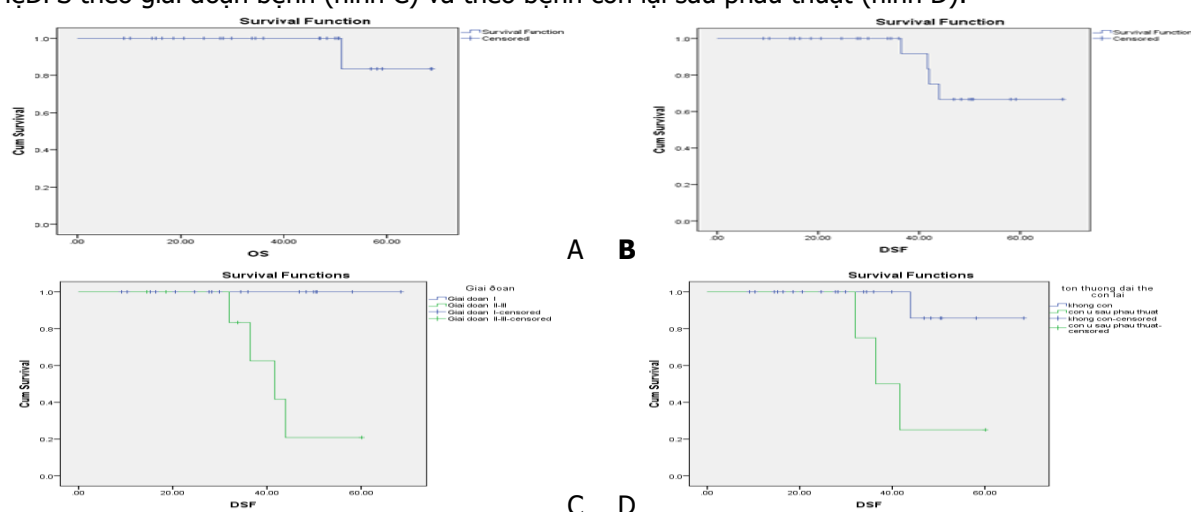 lệDFS theo giai đoạn bệnh (hình C) và theo bệnh còn lại sau phẫu thuật (hình D).
Survival Function
Survival Function
Censored
1.0
0.8
0.6
0.4
0.2
0.0
Cum Survival
.00 20.00 40.00 60.00
OS
A
Survival Function
Survival Function
Censored
1.0
0.8
0.6
0.4
0.2
0.0
Cum Survival
.00 20.00 40.00 60.00
DSF
B
Survival Functions
Giai đoan
Giai doan I
Giai doan II-III
Giai doan I-censored
Giai doan II-III-censored
1.0
0.8
0.6
0.4
0.2
0.0
Cum Survival
.00 20.00 40.00 60.00
DSF
C
Survival Functions
ton thuong dai the
con lai
khong con
con u sau phau thuat
khong con-censored
con u sau phau thuat-
censored
1.0
0.8
0.6
0.4
0.2
0.0
Cum Survival
.00 20.00 40.00 60.00
DSF
D